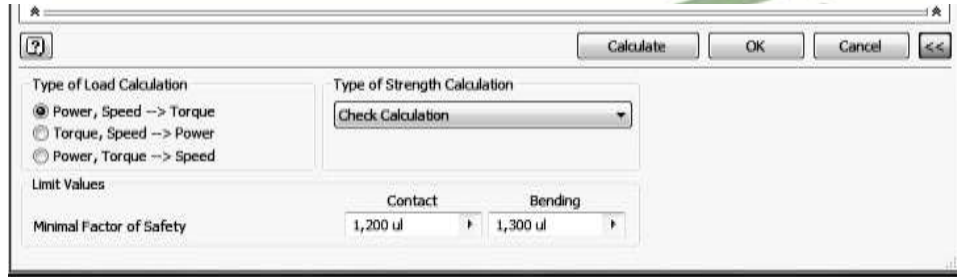 Calculate OK Cancel <<
Type of Load Calculation Type of Strength Calculation
Power, Speed --> Torque Check Calculation
Torque, Speed --> Power
Power, Torque --> Speed
Limit Values
Contact Bending
Minimal Factor of Safety 1,200 ul 1,300 ul